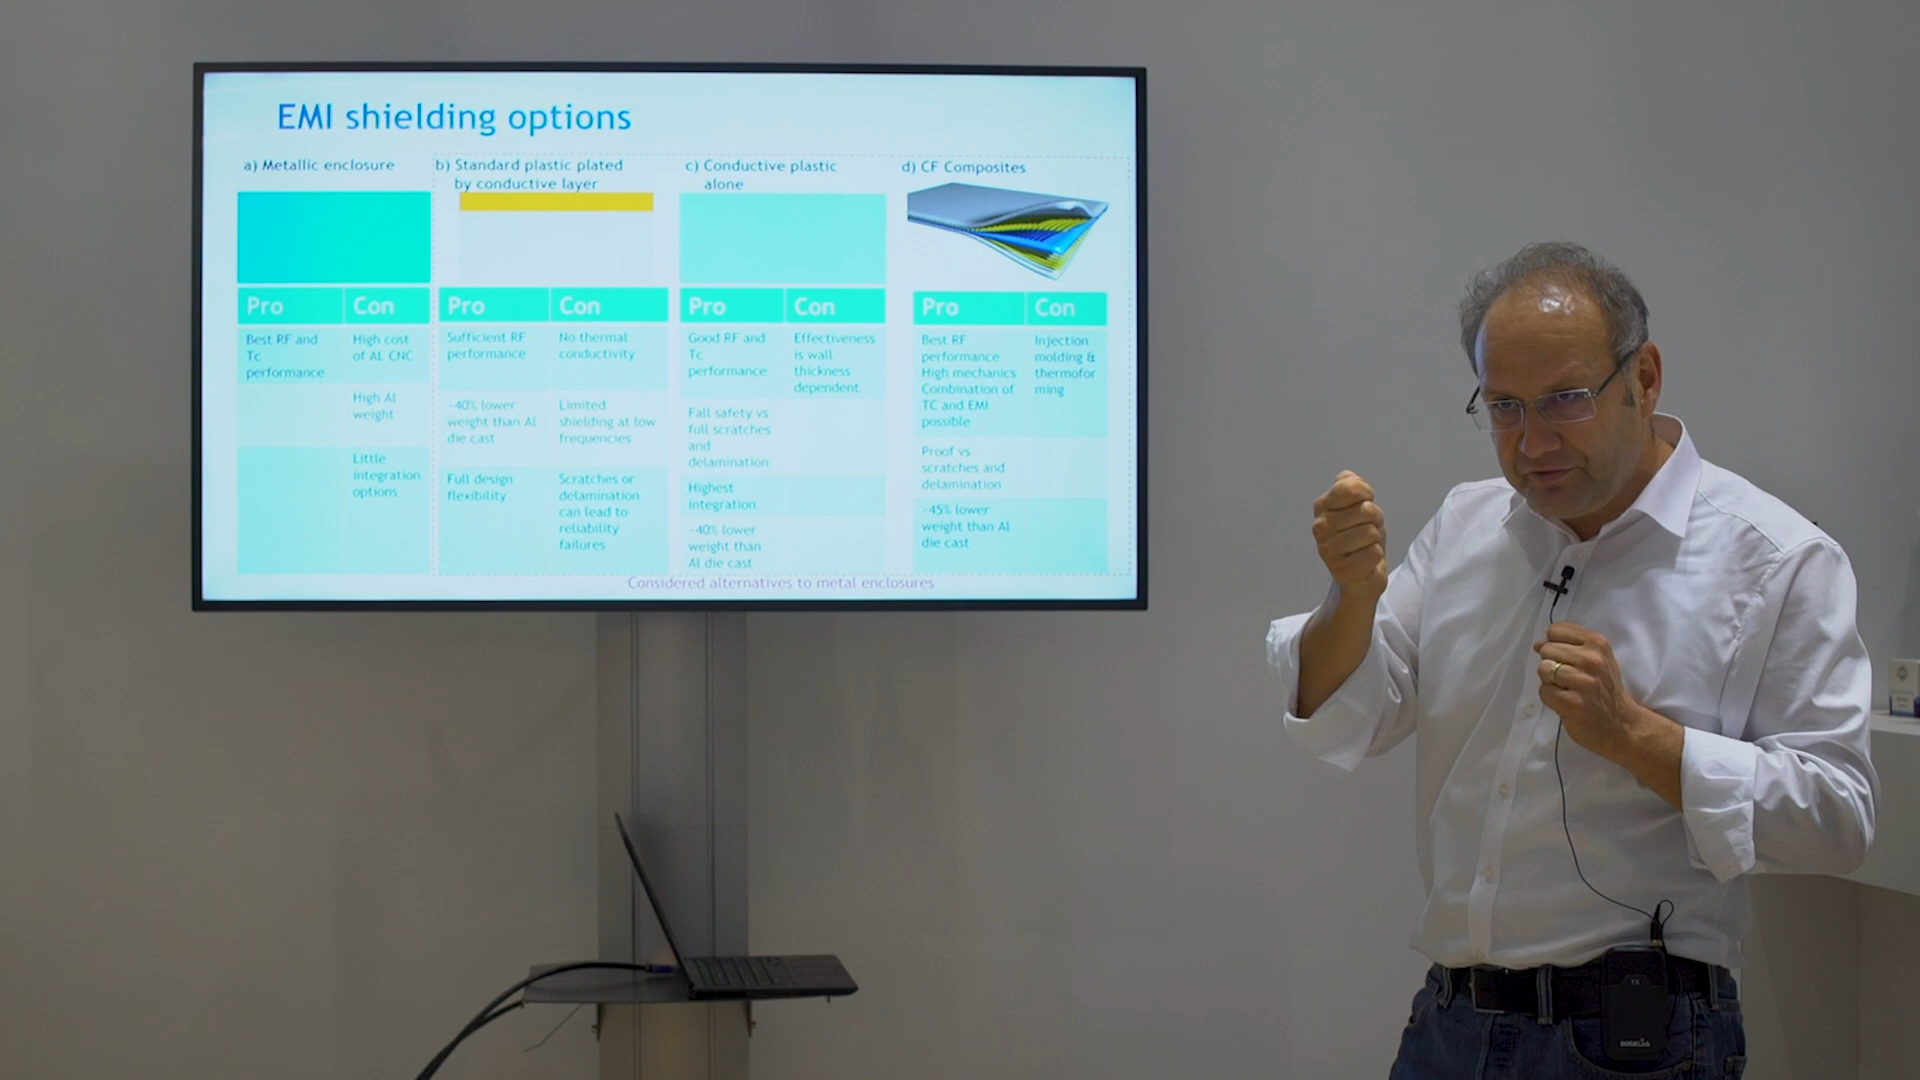 EMI shielding options
a) Metallic enclosure
b) Standard plastic plated
by conductive layer
c) Conductive plastic
alone
d) CF Composites
Pro
Con
Best RF and
Tc
performance
High cost
of AL CNC
High Al
weight
Little
integration
options
Pro
Con
Sufficient RF
performance
No thermal
conductivity
~40% lower
weight than Al
die cast
Limited
shielding at low
frequencies
Full design
flexibility
Scratches or
delamination
can lead to
reliability
failures
Pro
Con
Good RF and
Tc
performance
Effectiveness
is wall
thickness
dependent
Fall safety vs
full scratches
and
delamination
Highest
integration
~40% lower
weight than
Al die cast
Pro
Con
Best RF
performance
High mechanics
Combination of
TC and EMI
possible
Injection
molding &
thermofor
ming
Proof vs
scratches and
delamination
~45% lower
weight than Al
die cast
Considered alternatives to metal enclosures
TX
RODELink